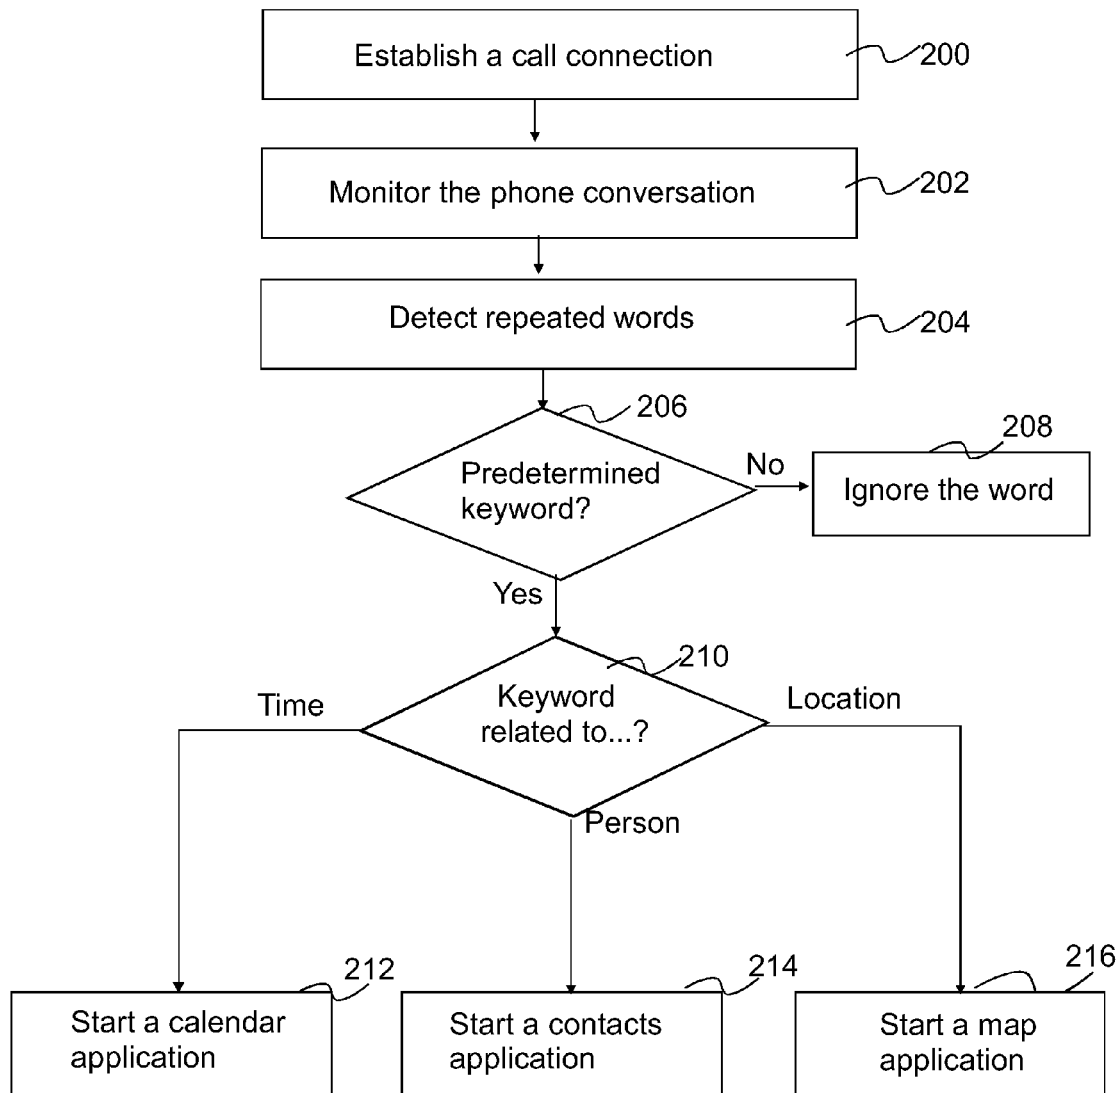 Establish a call connection
200
Monitor the phone conversation
202
Detect repeated words
204
206
Predetermined
keyword?
No
208
Ignore the word
Yes
210
Keyword
related to...?
Time
Location
Person
212
Start a calendar
application
214
Start a contacts
application
216
Start a map
application